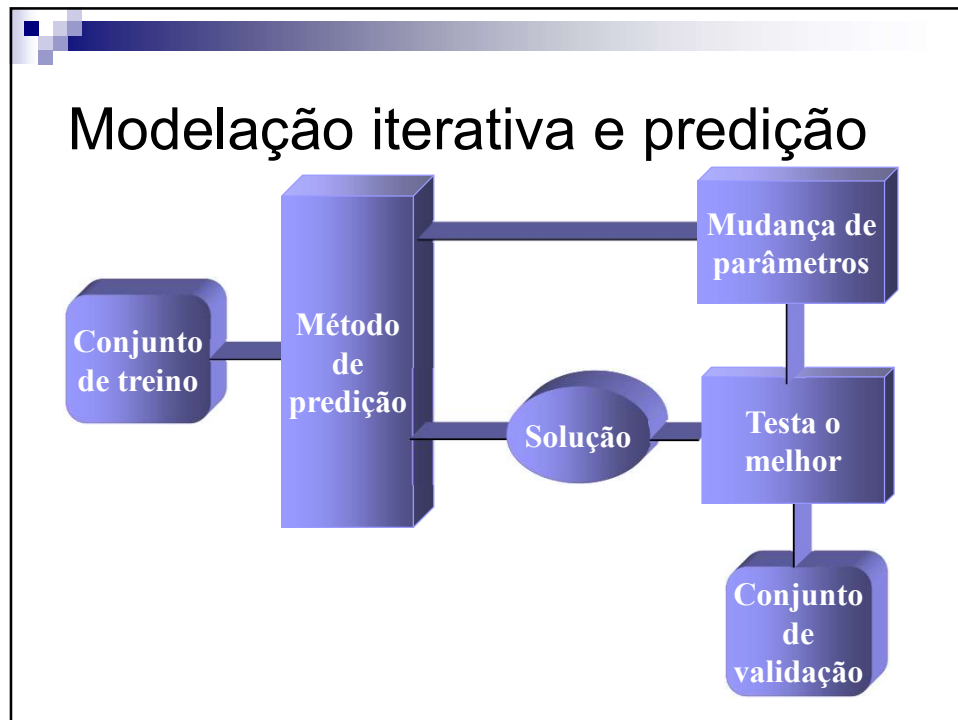 Modelação iterativa e predição
Conjunto
de treino
Método
de
predição
Solução
Mudança de
parâmetros
Testa o
melhor
Conjunto
de
validação